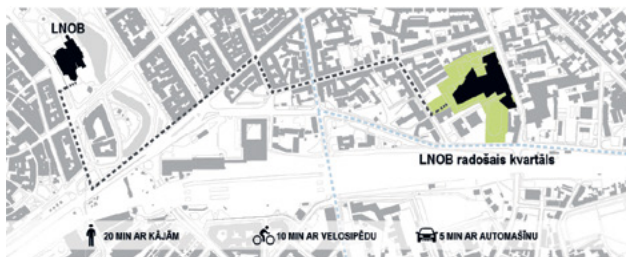 LNOB
LNOB radošais kvartāls
20 MIN AR KĀJĀM
10 MIN AR VELOSIPĒDU
5 MIN AR AUTOMAŠĪNU